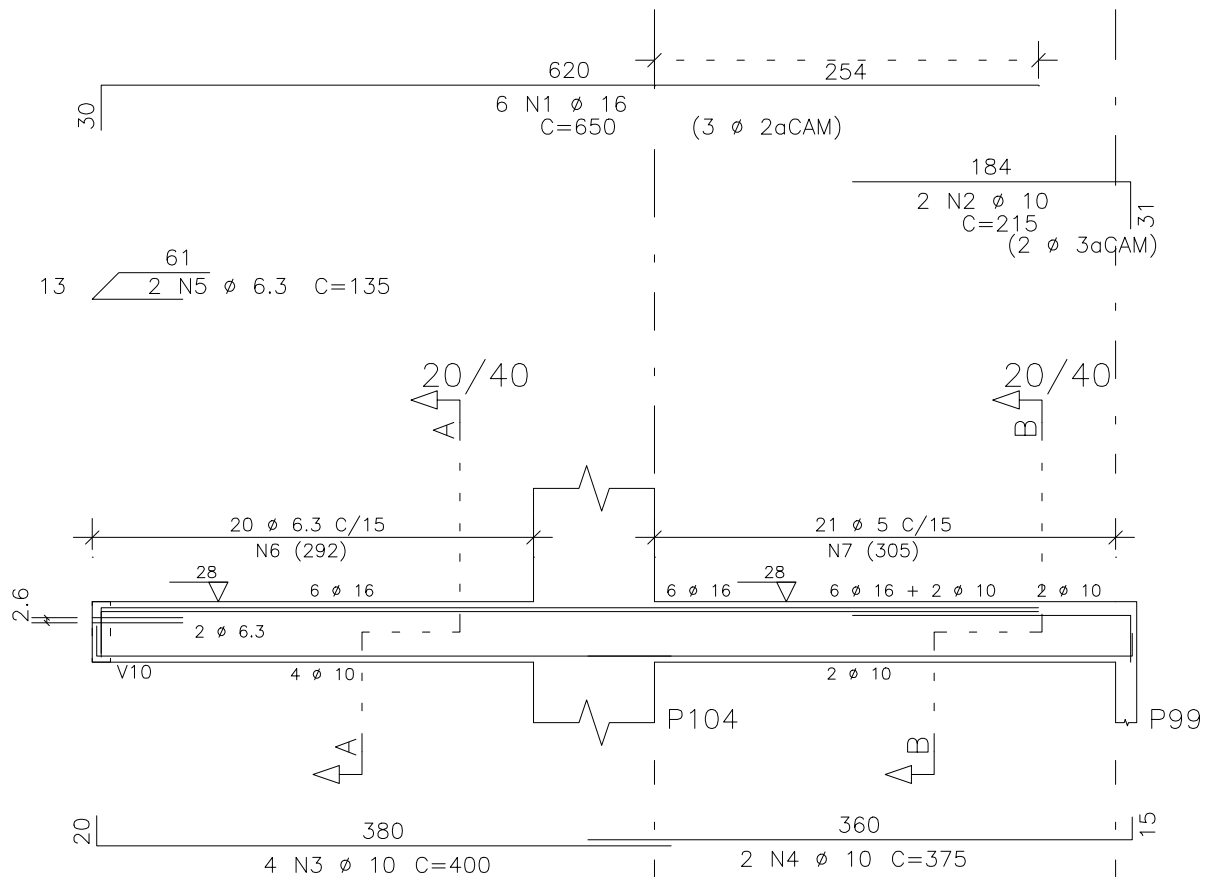 620
254
30
6 N1 ø 16
C=650
(3 ø 2aCAM)
184
2 N2 ø 10
C=215
31
(2 ø 3aCAM)
61
13
2 N5 ø 6.3 C=135
20/40
20/40
A
B
20 ø 6.3 C/15
N6 (292)
21 ø 5 C/15
N7 (305)
2.6
28
6 ø 16
6 ø 16
28
6 ø 16 + 2 ø 10
2 ø 10
2 ø 6.3
V10
4 ø 10
2 ø 10
P104
P99
A
B
20
380
4 N3 ø 10 C=400
360
15
2 N4 ø 10 C=375